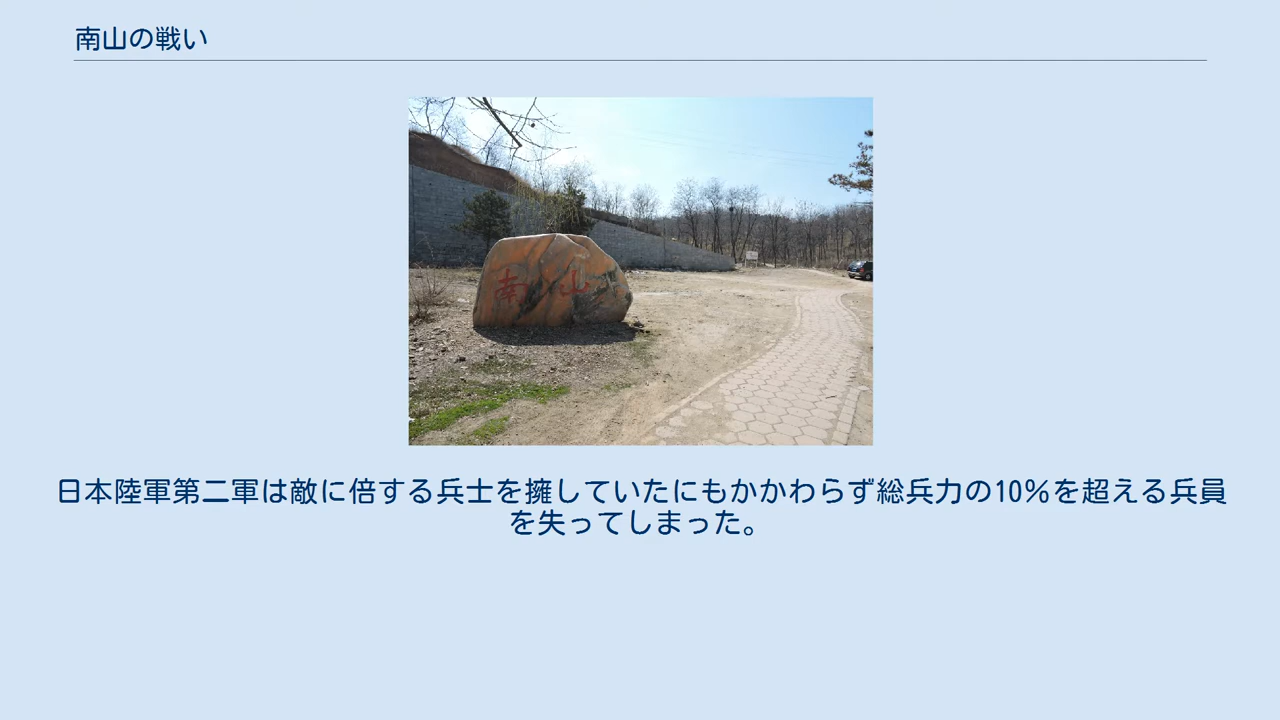 南山の戦い
南山
日本陸軍第二軍は敵に倍する兵士を擁していたにもかかわらず総兵力の10%を超える兵員
を失ってしまった。